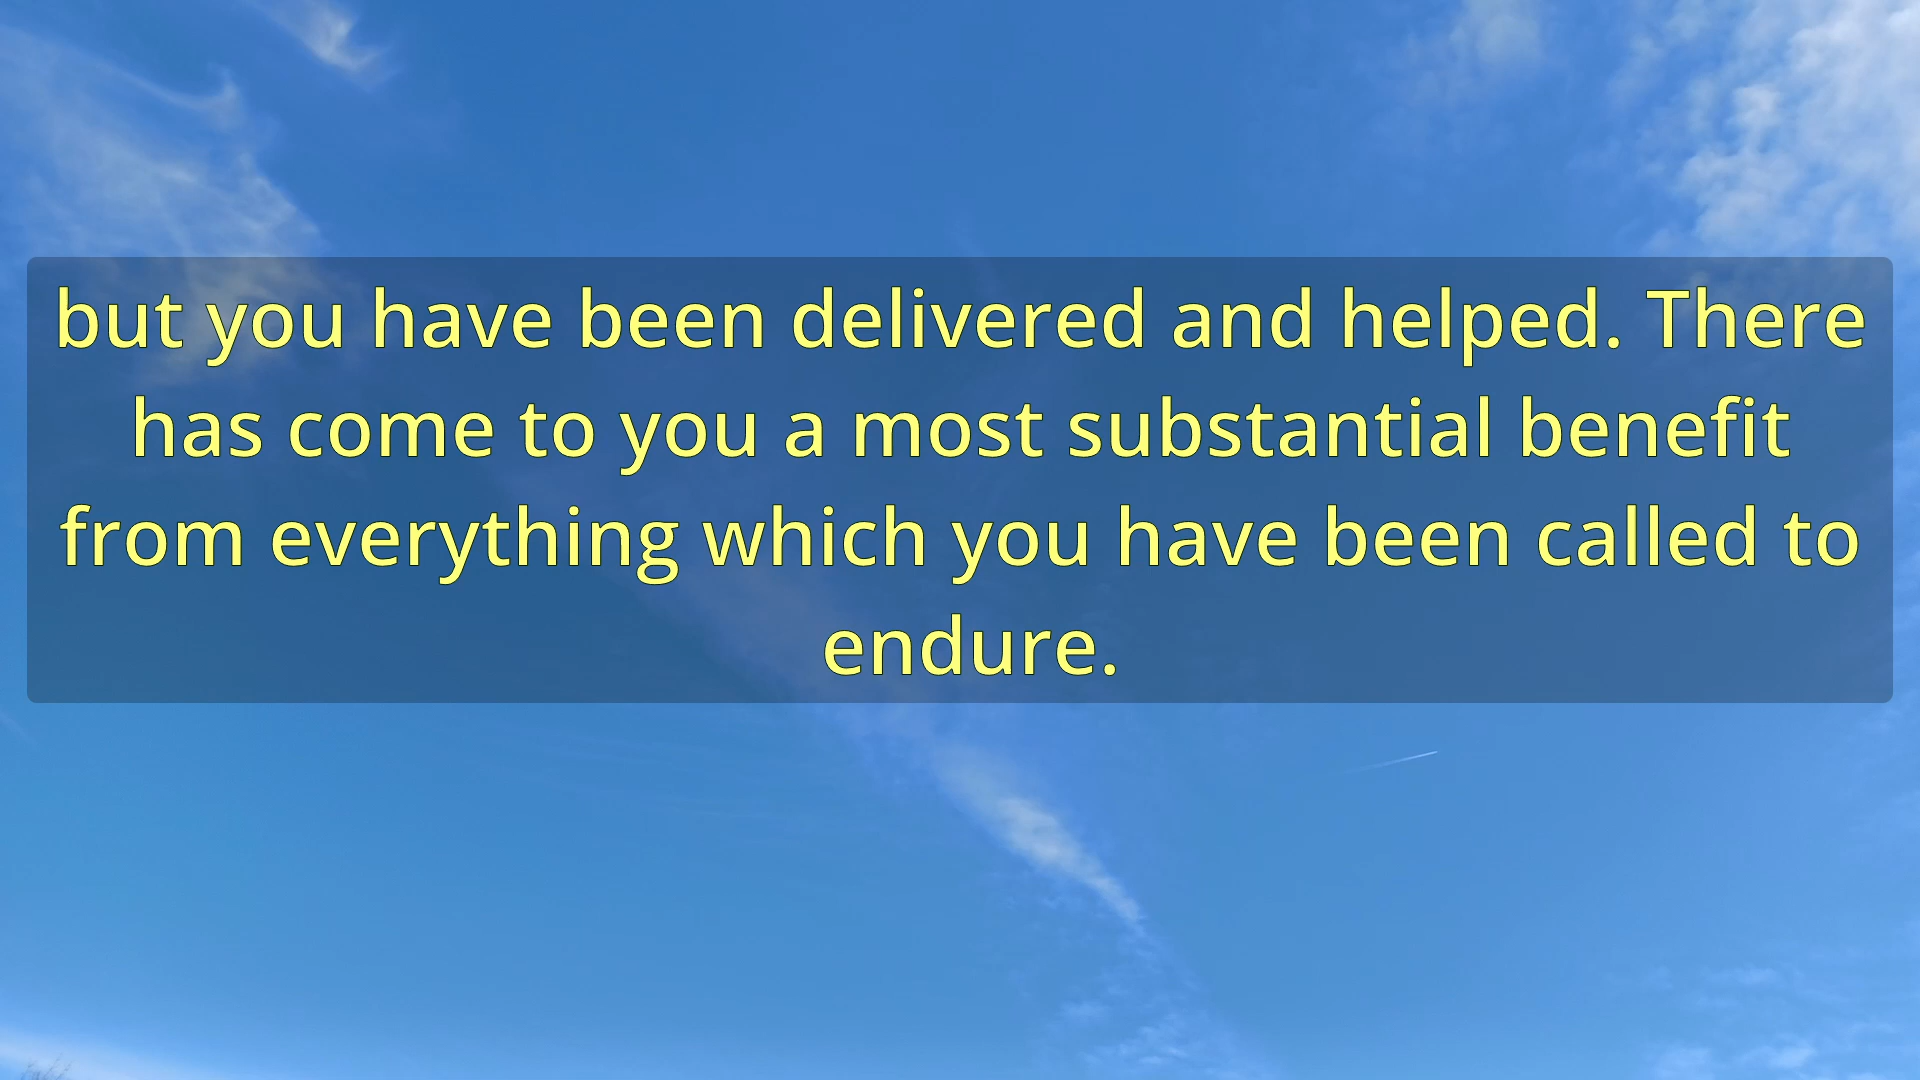 but you have been delivered and helped. There
has come to you a most substantial benefit
from everything which you have been called to
endure.